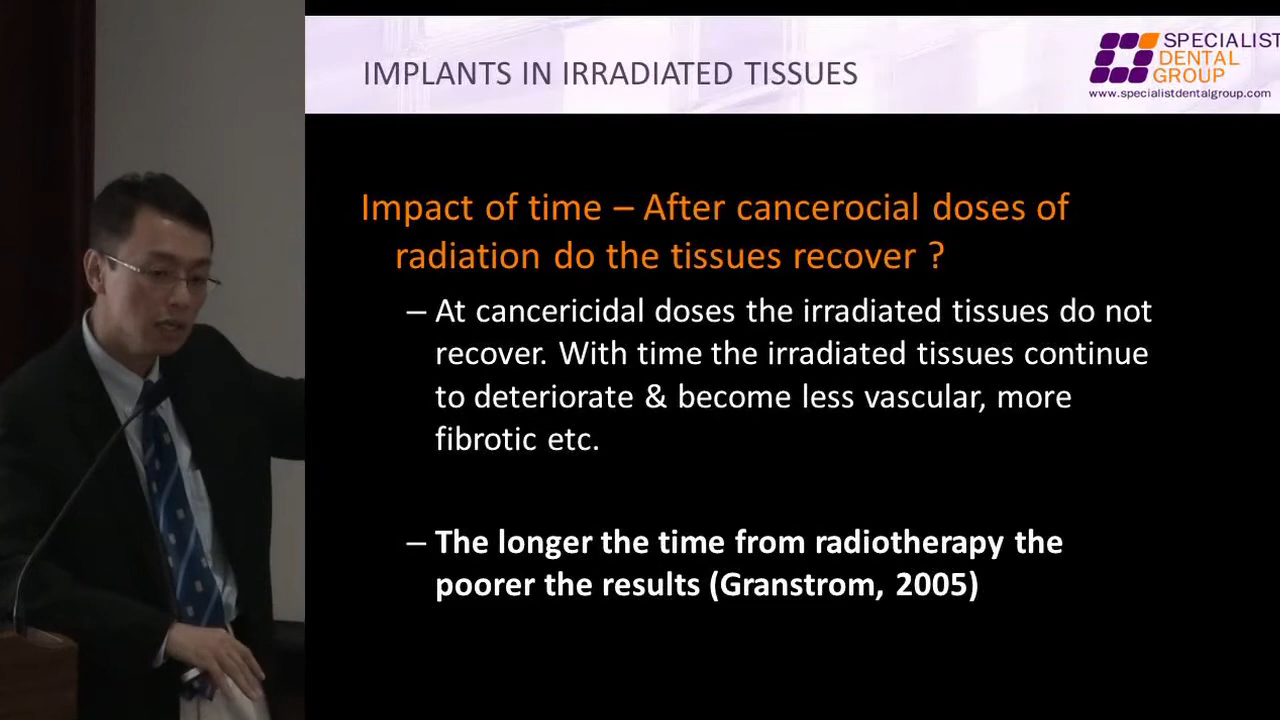 IMPLANTS IN IRRADIATED TISSUES
SPECIALIST
DENTAL
GROUP
www.specialistdentalgroup.com
Impact of time – After cancerocial doses of
radiation do the tissues recover ?
– At cancericidal doses the irradiated tissues do not
recover. With time the irradiated tissues continue
to deteriorate & become less vascular, more
fibrotic etc.
– The longer the time from radiotherapy the
poorer the results (Granstrom, 2005)